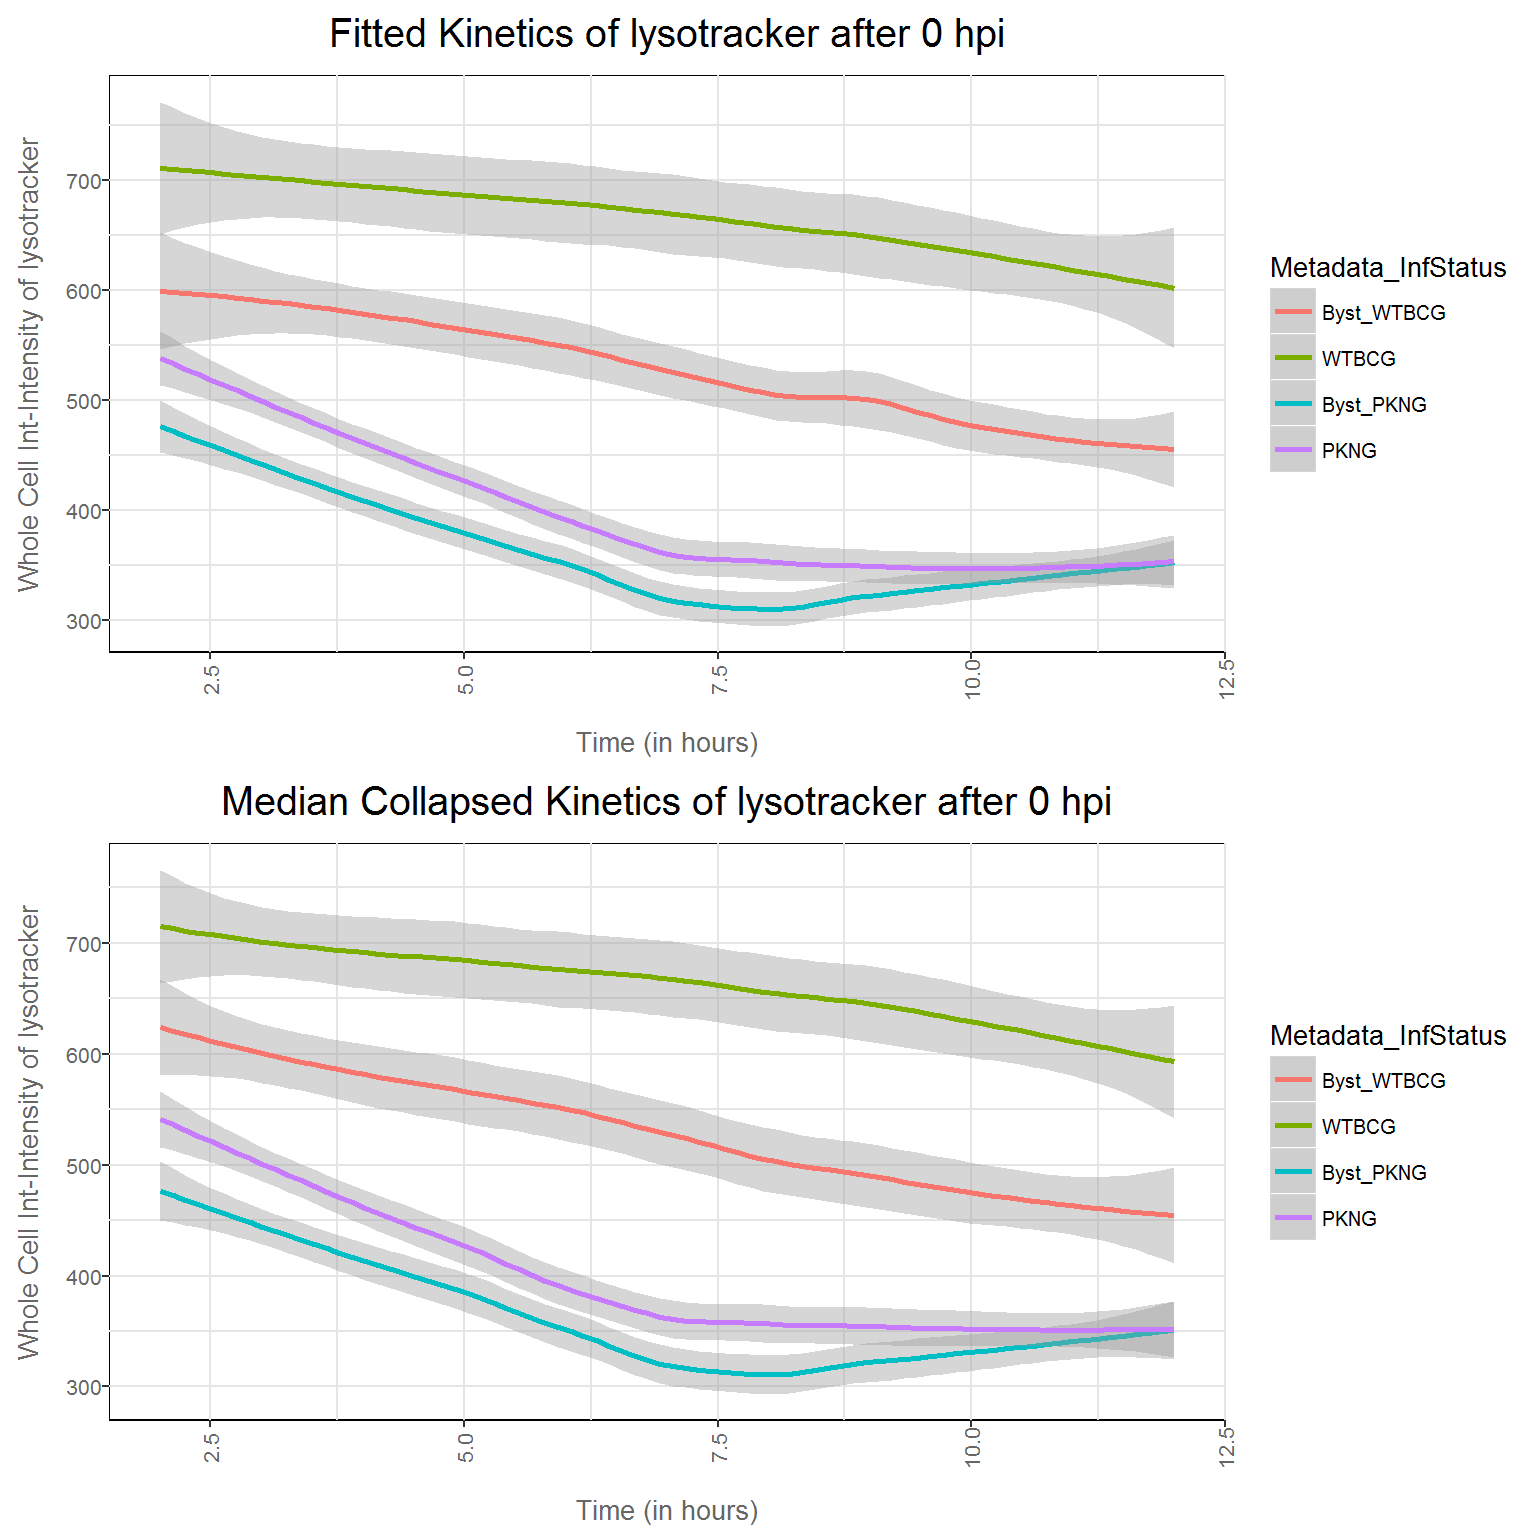 Fitted Kinetics of lysotracker after 0 hpi
Whole Cell Int-Intensity of lysotracker
700
600
500
400
300
2.5
5.0
7.5
10.0
12.5
Time (in hours)
Metadata_InfStatus
Byst_WTBCG
WTBCG
Byst_PKNG
PKNG
Median Collapsed Kinetics of lysotracker after 0 hpi
Whole Cell Int-Intensity of lysotracker
700
600
500
400
300
2.5
5.0
7.5
10.0
12.5
Time (in hours)
Metadata_InfStatus
Byst_WTBCG
WTBCG
Byst_PKNG
PKNG